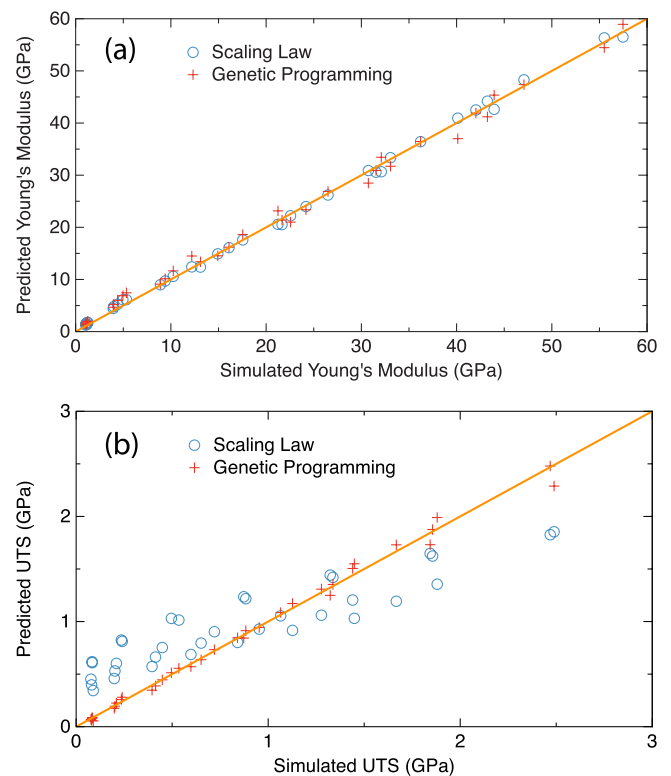 (a)
Scaling Law
Genetic Programming
Predicted Young's Modulus (GPa)
60
50
40
30
20
10
0
0 10 20 30 40 50 60
Simulated Young's Modulus (GPa)
(b)
Scaling Law
Genetic Programming
Predicted UTS (GPa)
3
2
1
0
0 1 2 3
Simulated UTS (GPa)